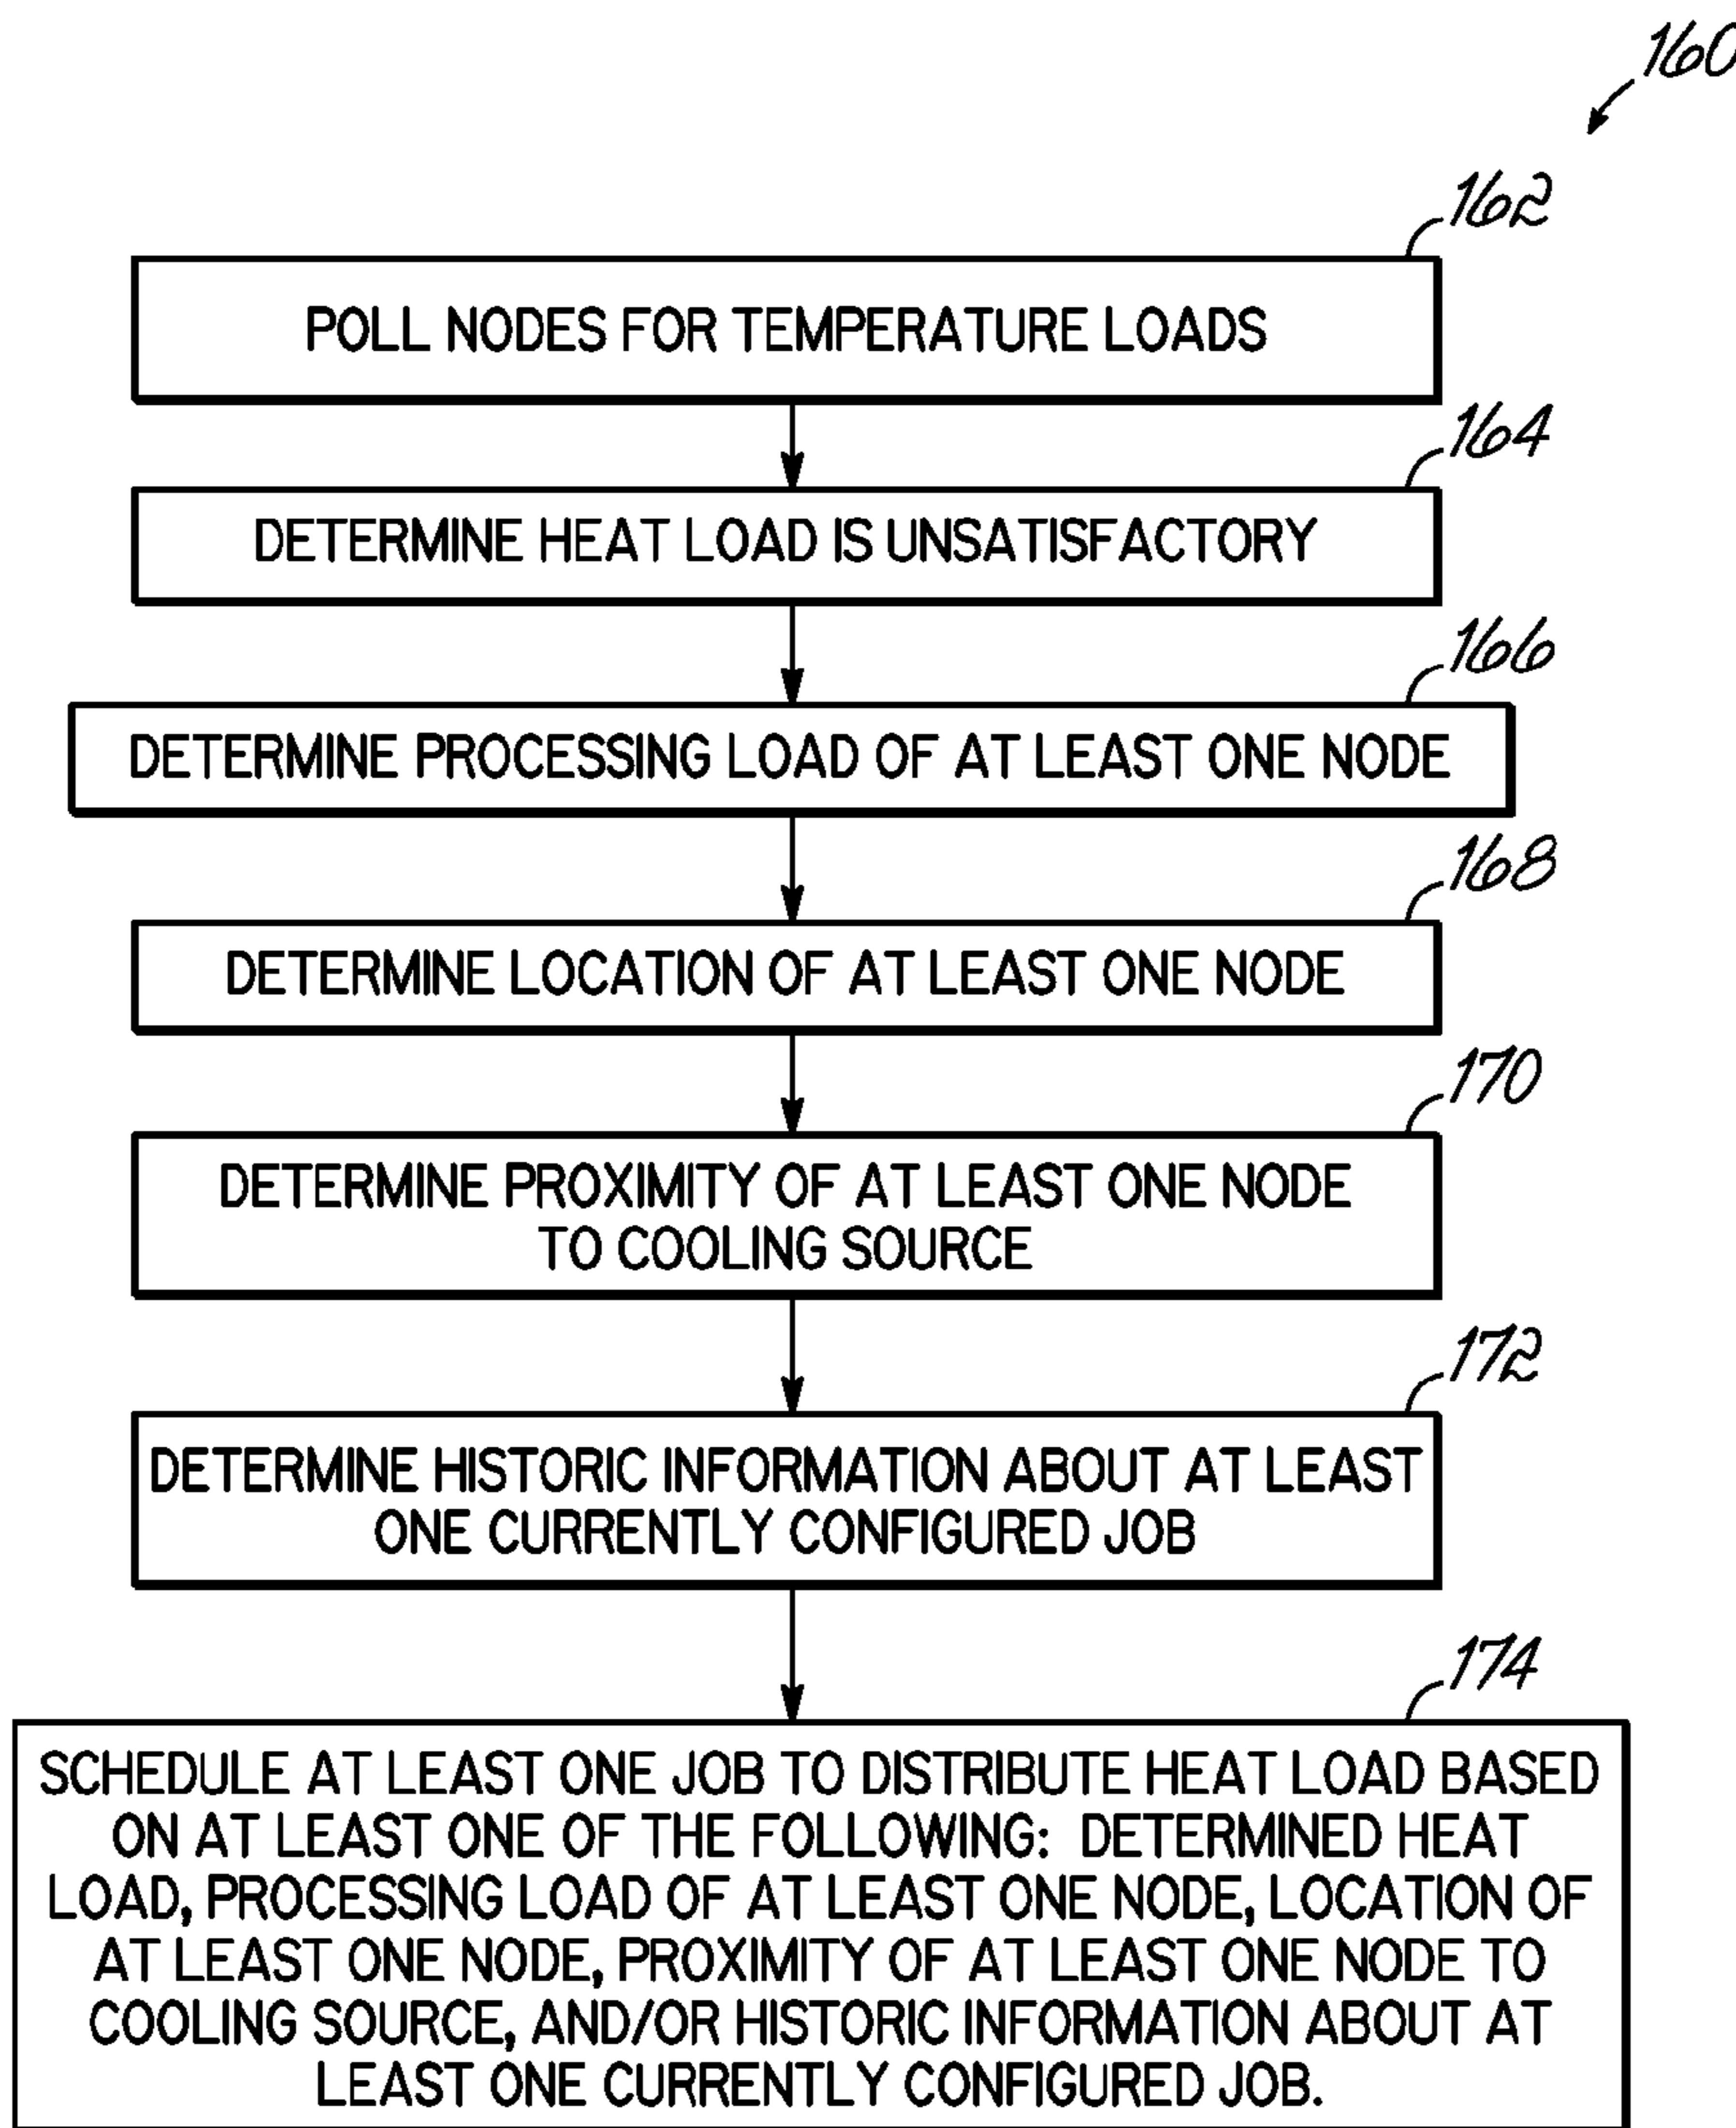 160
162
POLL NODES FOR TEMPERATURE LOADS
164
DETERMINE HEAT LOAD IS UNSATISFACTORY
166
DETERMINE PROCESSING LOAD OF AT LEAST ONE NODE
168
DETERMINE LOCATION OF AT LEAST ONE NODE
170
DETERMINE PROXIMITY OF AT LEAST ONE NODE
TO COOLING SOURCE
172
DETERMINE HISTORIC INFORMATION ABOUT AT LEAST
ONE CURRENTLY CONFIGURED JOB
174
SCHEDULE AT LEAST ONE JOB TO DISTRIBUTE HEAT LOAD BASED
ON AT LEAST ONE OF THE FOLLOWING: DETERMINED HEAT
LOAD, PROCESSING LOAD OF AT LEAST ONE NODE, LOCATION OF
AT LEAST ONE NODE, PROXIMITY OF AT LEAST ONE NODE TO
COOLING SOURCE, AND/OR HISTORIC INFORMATION ABOUT AT
LEAST ONE CURRENTLY CONFIGURED JOB.